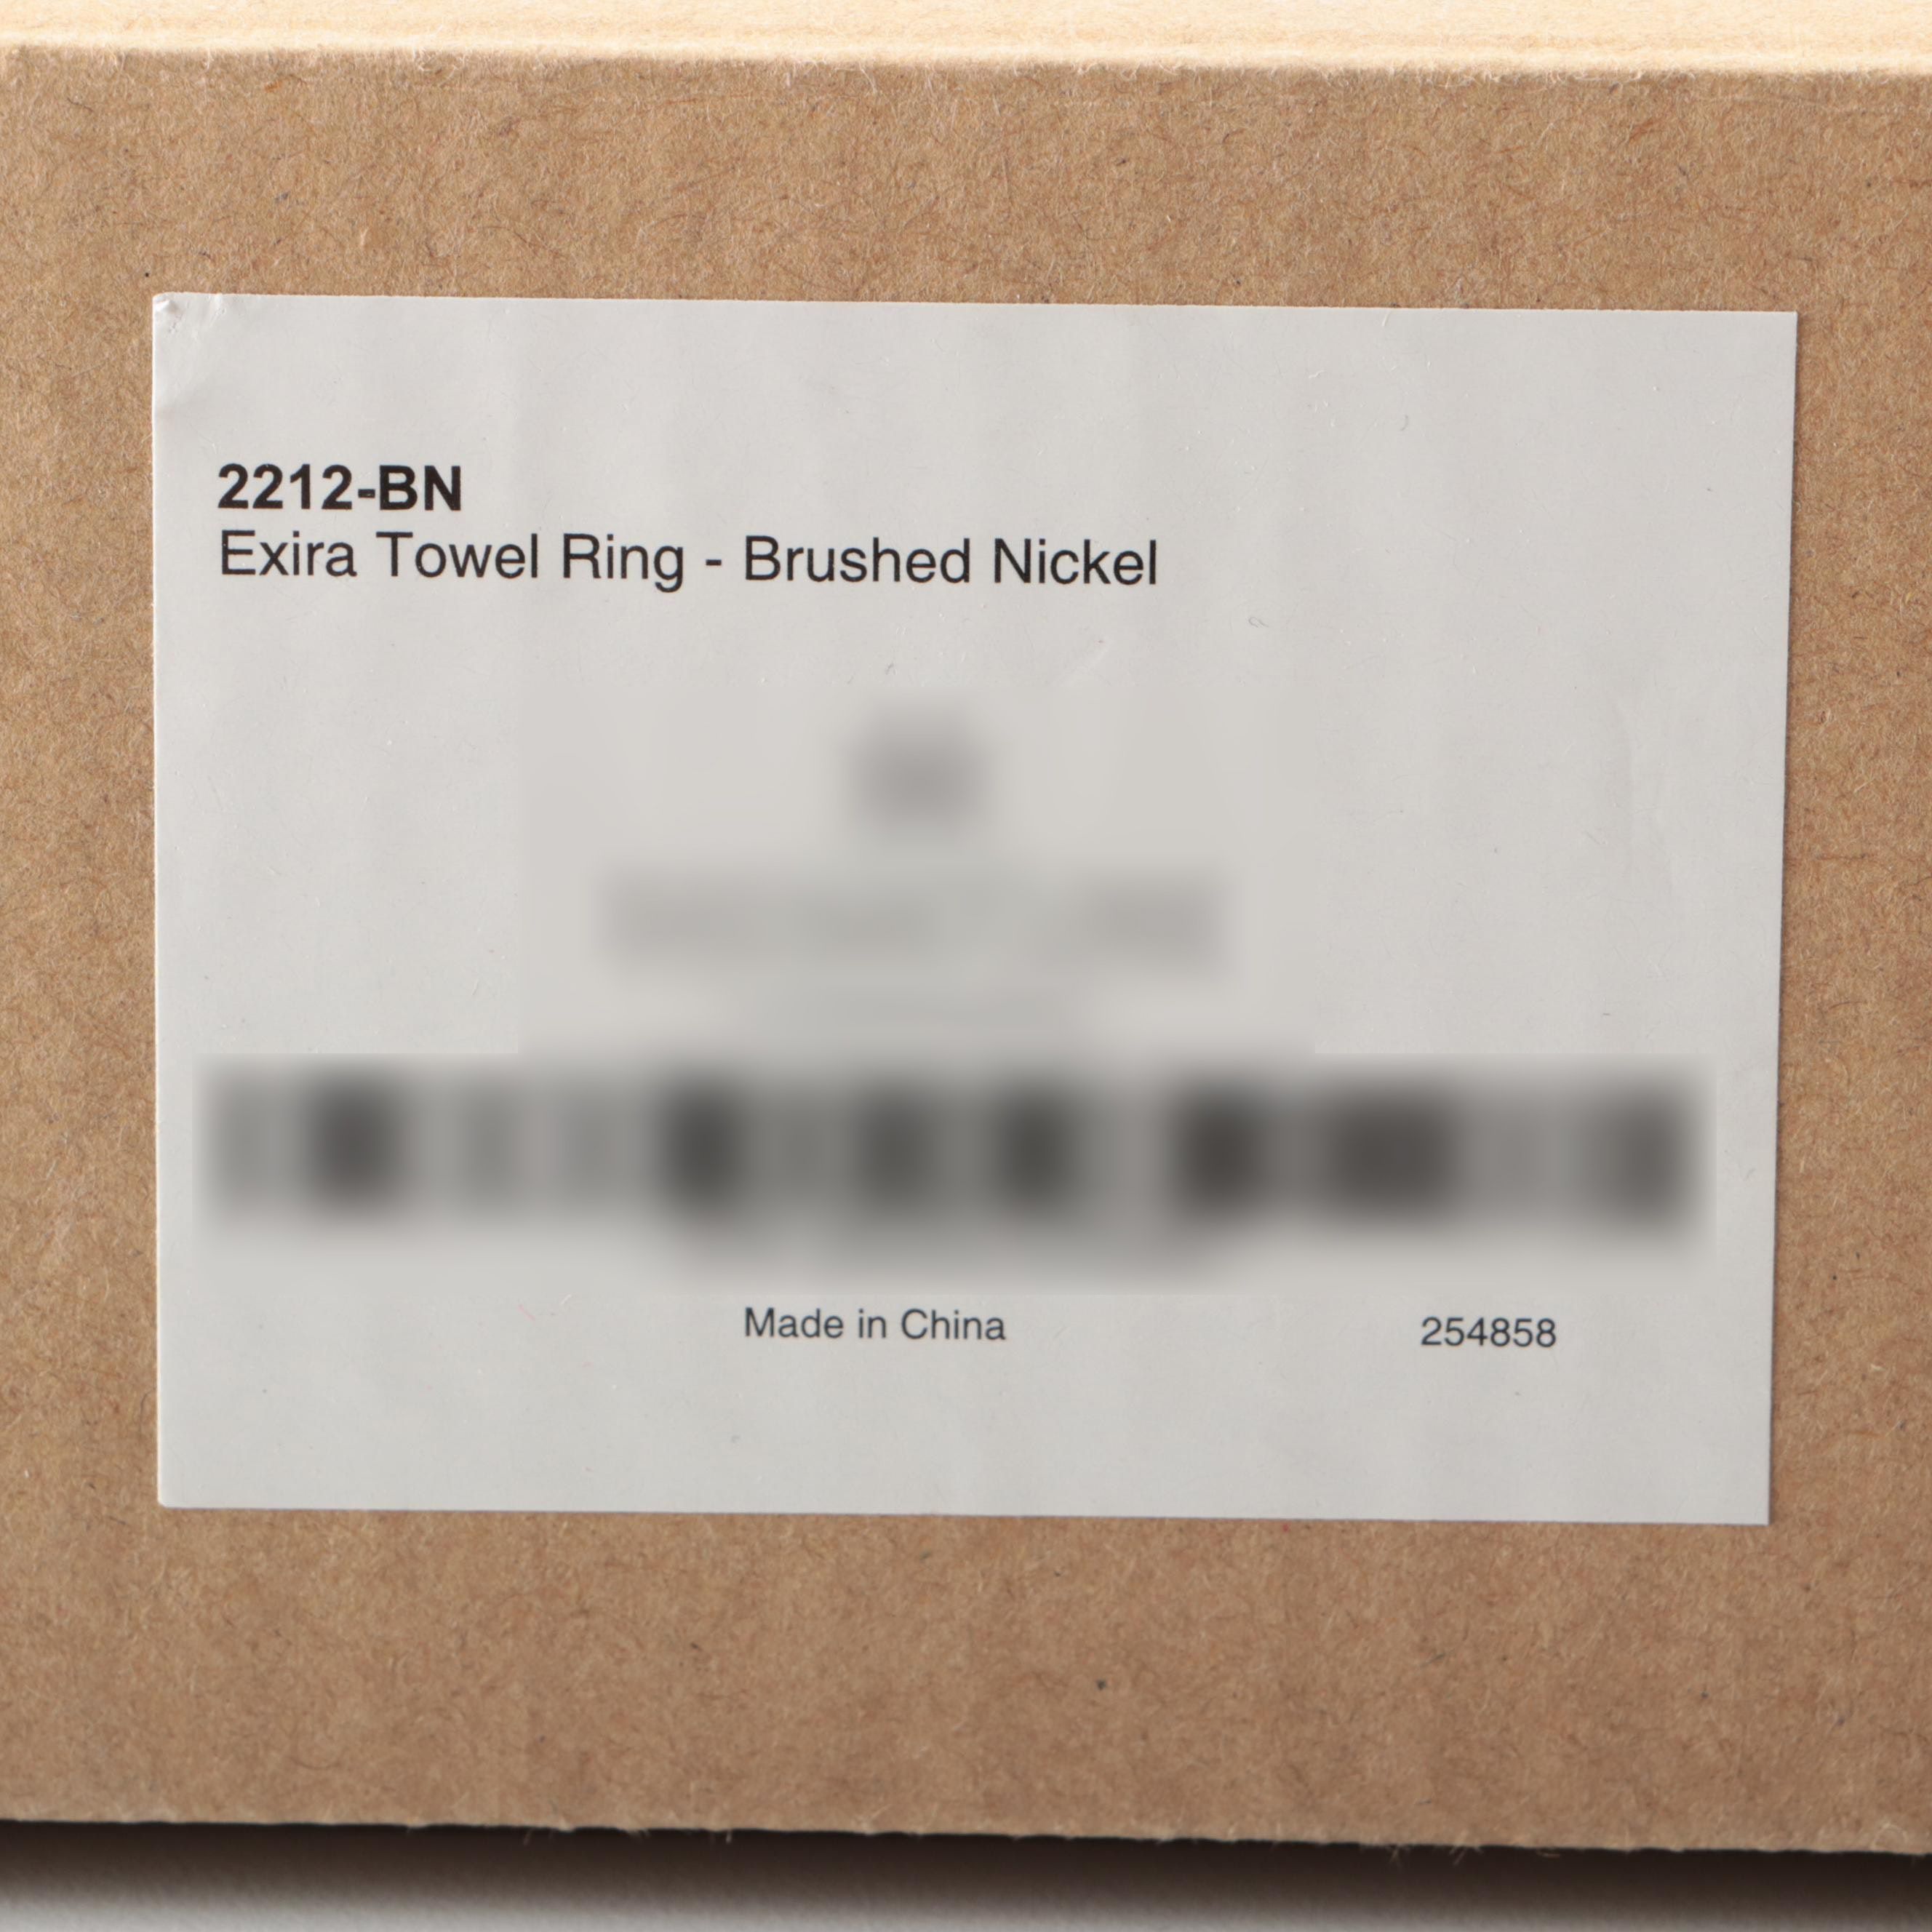 2212-BN
Exira Towel Ring - Brushed Nickel
Made in China 254858